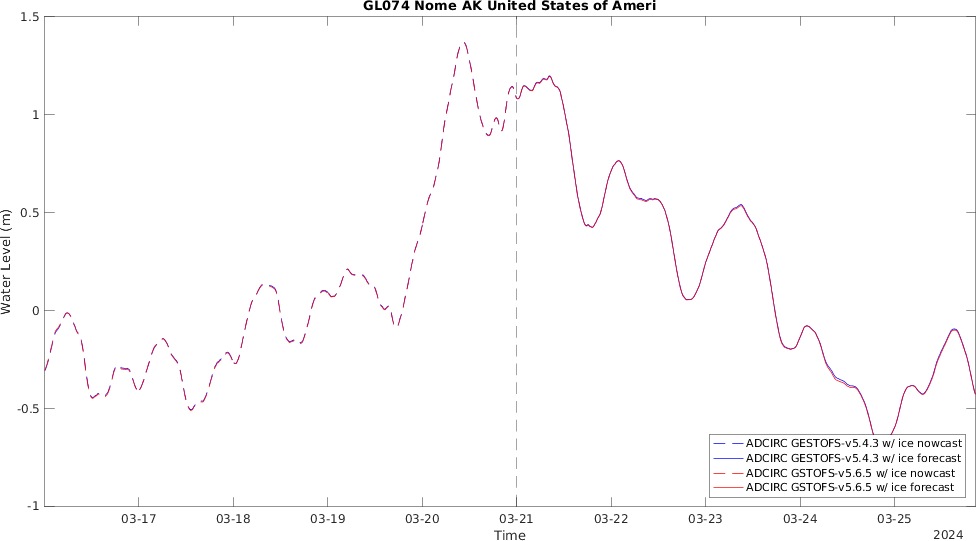 GL074 Nome AK United States of Ameri
1.5
1
0.5
0
-0.5
-1
Water Level (m)
03-17
03-18
03-19
03-20
03-21
03-22
03-23
03-24
03-25
Time
2024
ADCIRC GESTOFS-v5.4.3 w/ ice nowcast
ADCIRC GESTOFS-v5.4.3 w/ ice forecast
ADCIRC GSTOFS-v5.6.5 w/ ice nowcast
ADCIRC GSTOFS-v5.6.5 w/ ice forecast